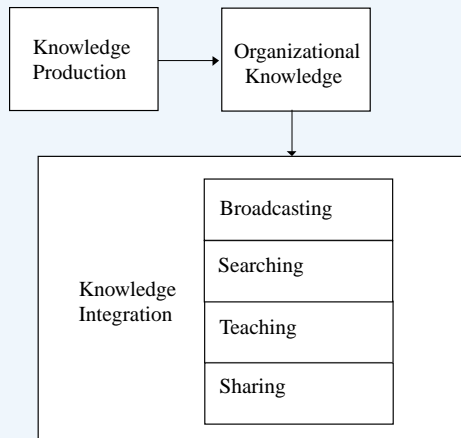 Knowledge
Production
Organizational
Knowledge
Knowledge
Integration
Broadcasting
Searching
Teaching
Sharing